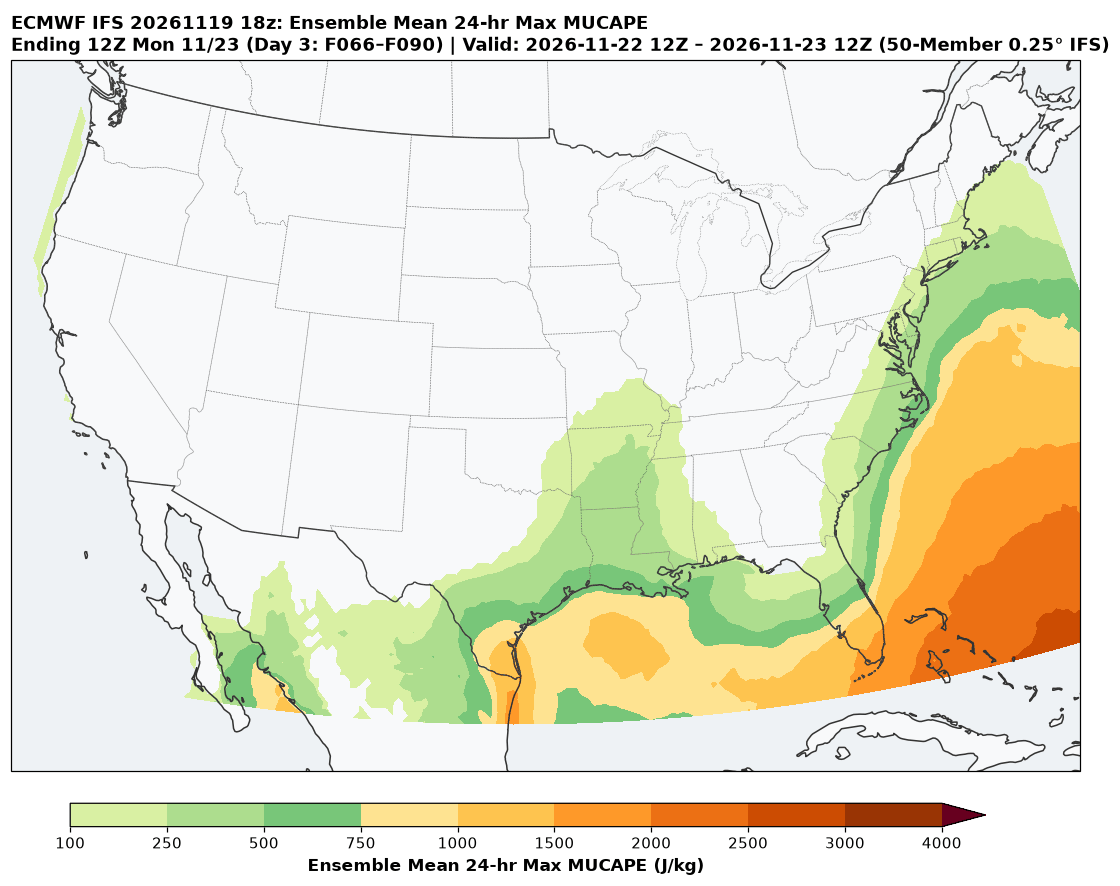 ECMWF IFS 20261119 18z: Ensemble Mean 24-hr Max MUCAPE
Ending 12Z Mon 11/23 (Day 3: F066–F090) | Valid: 2026-11-22 12Z – 2026-11-23 12Z (50-Member 0.25° IFS)
100 250 500 750 1000 1500 2000 2500 3000 4000
Ensemble Mean 24-hr Max MUCAPE (J/kg)